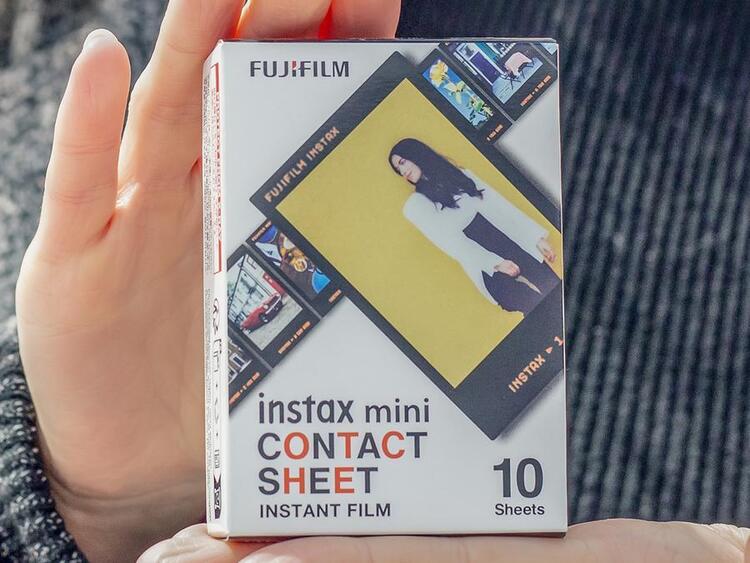 FUJIFILM
FUJIFILM INSTAX
INSTAX ▶ 1
instax mini
CONTACT
SHEET
INSTANT FILM
10
Sheets